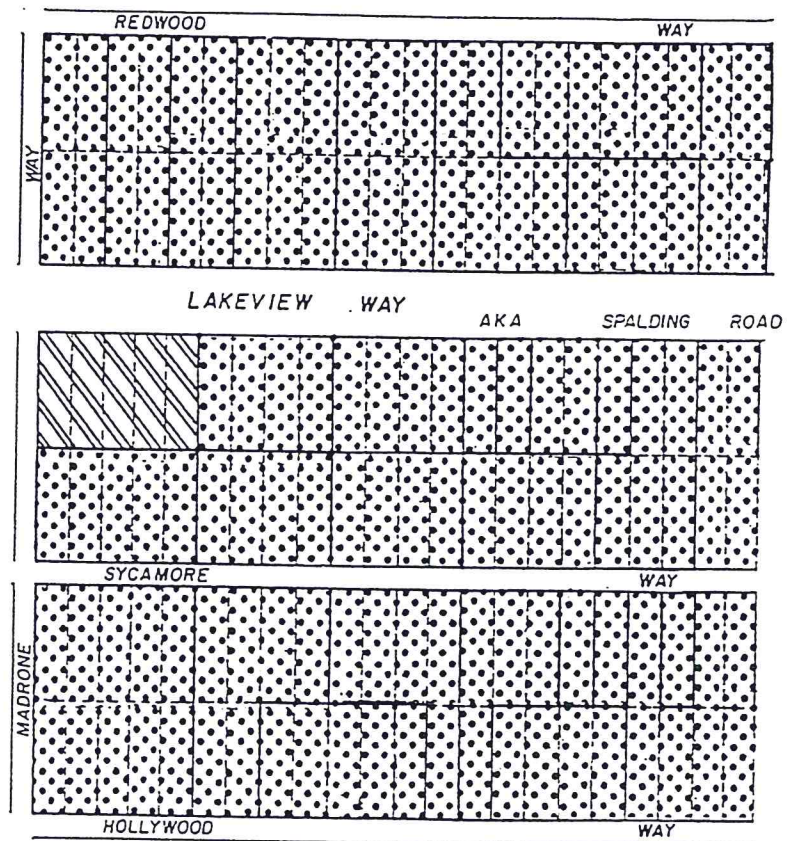 REDWOOD WAY
WAY
LAKEVIEW WAY
AKA SPALDING ROAD
SYCAMORE WAY
MADRONE
HOLLYWOOD WAY